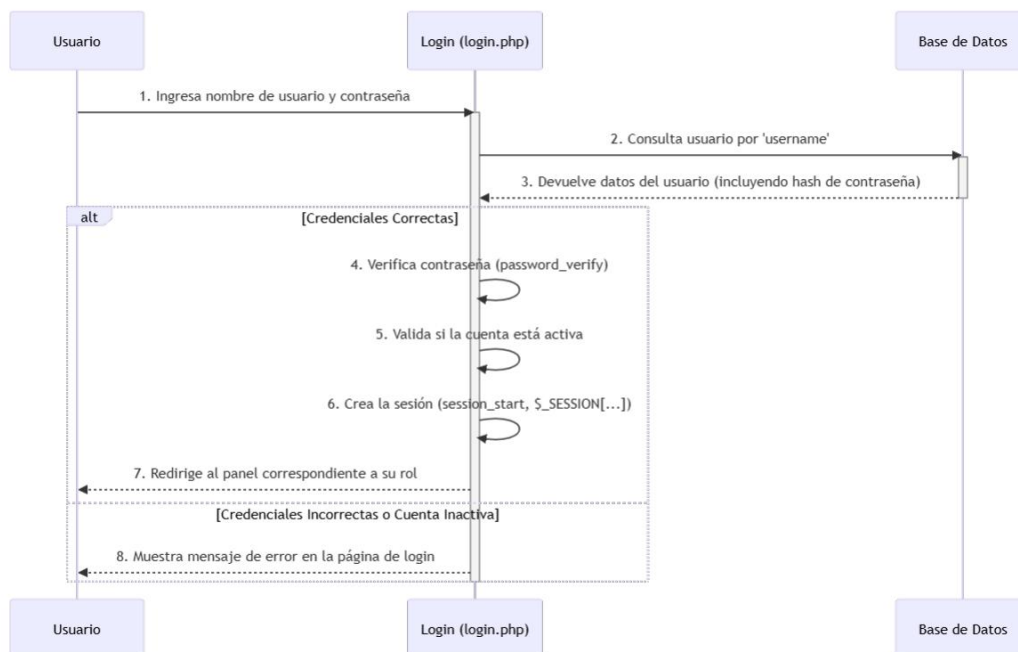 Usuario
Login (login.php)
Base de Datos
1. Ingresa nombre de usuario y contraseña
2. Consulta usuario por 'username'
3. Devuelve datos del usuario (incluyendo hash de contraseña)
alt
[Credenciales Correctas]
4. Verifica contraseña (password_verify)
5. Valida si la cuenta está activa
6. Crea la sesión (session_start, $_SESSION[...])
7. Redirige al panel correspondiente a su rol
[Credenciales Incorrectas o Cuenta Inactiva]
8. Muestra mensaje de error en la página de login
Usuario
Login (login.php)
Base de Datos